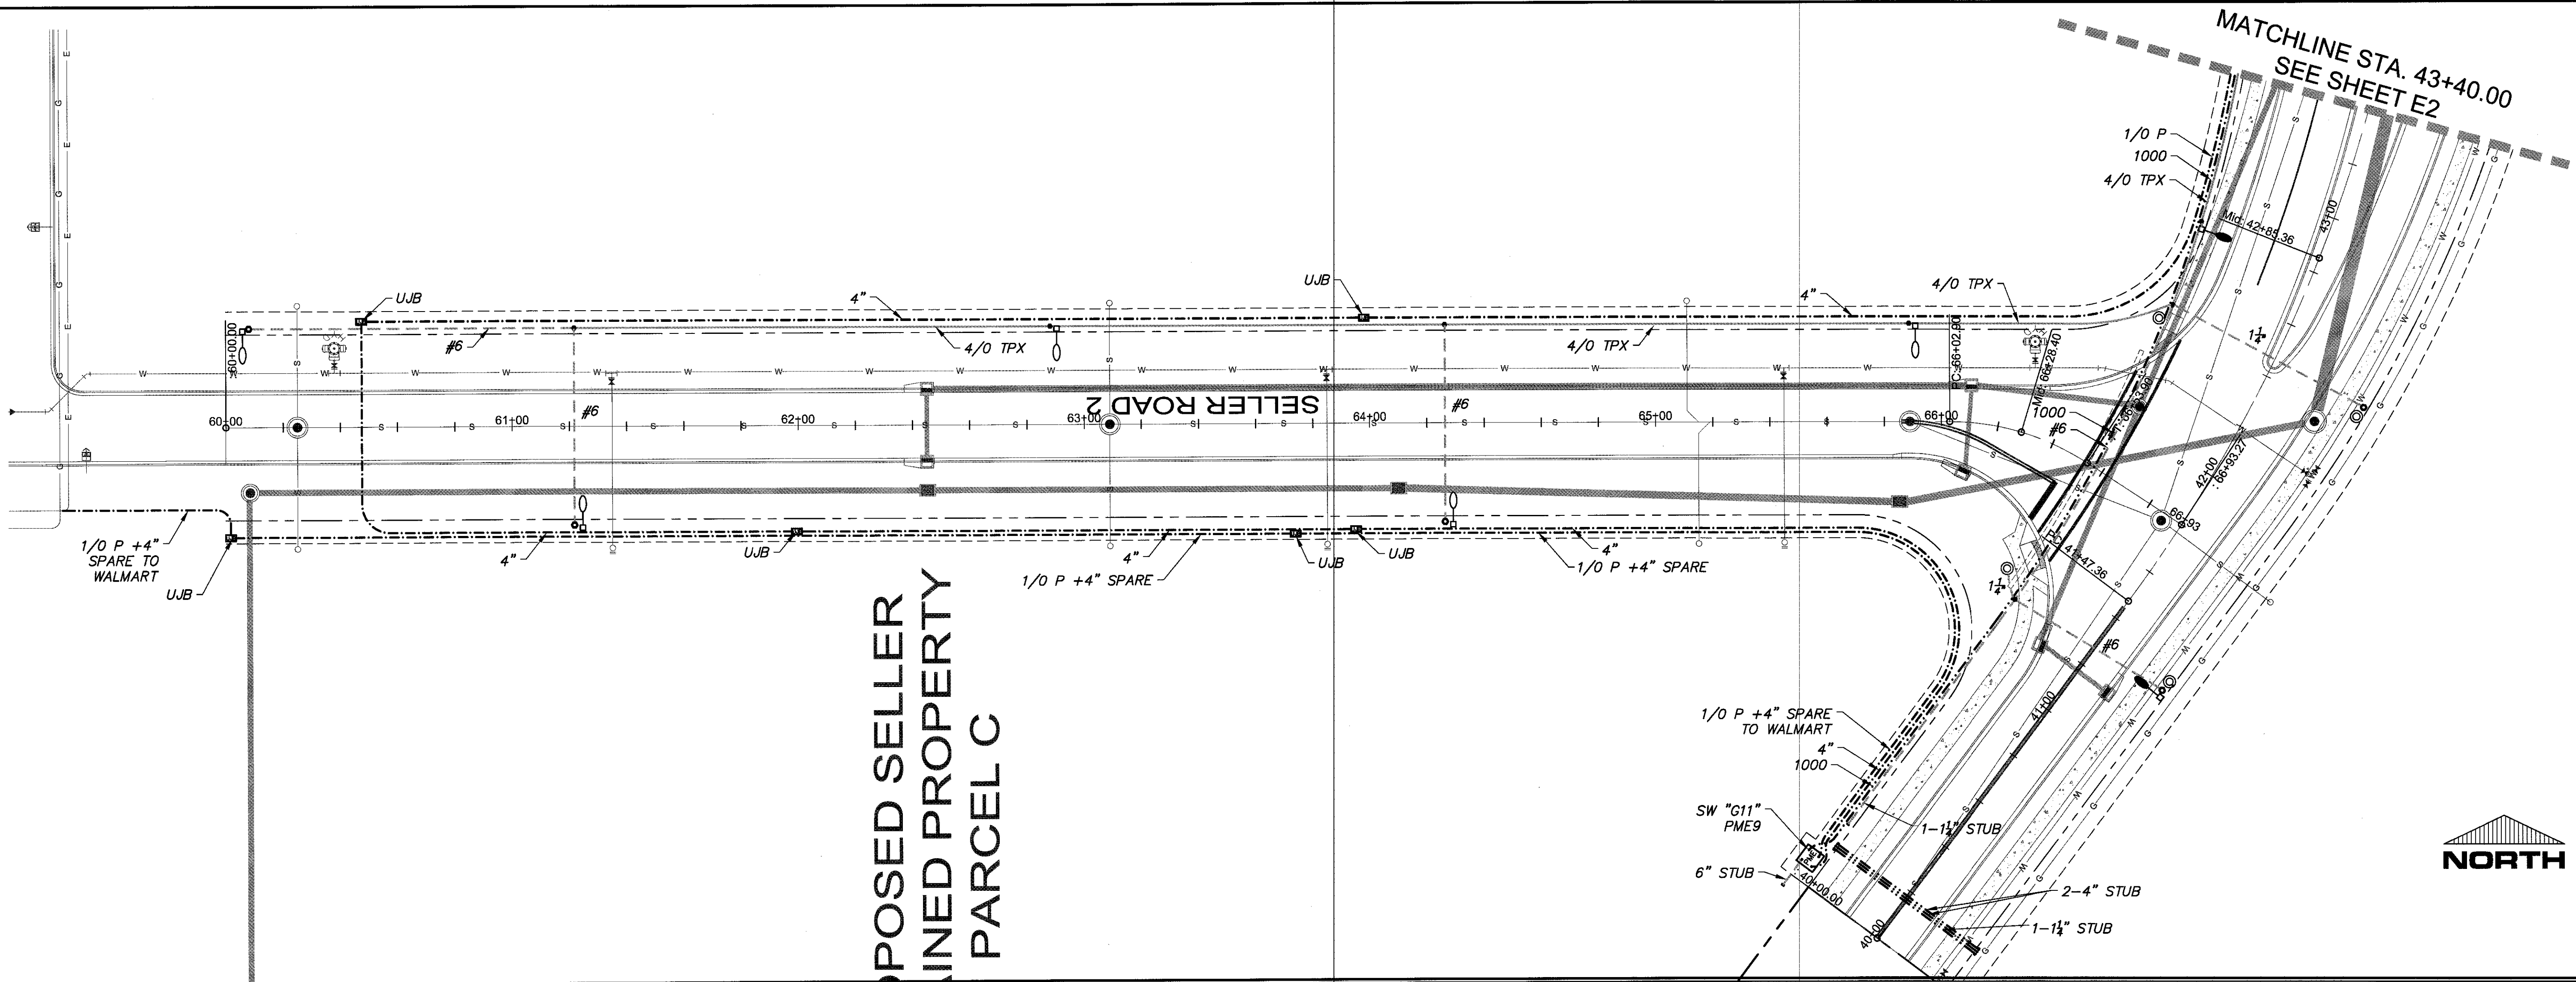 MATCHLINE STA. 43+40.00
SEE SHEET E2
1/0 P
1000
4/0 TPX
Mid: 42+85.36
43+00
UJB
4"
UJB
4"
4/0 TPX
1¼"
60+00.00
#6
4/0 TPX
4/0 TPX
PC: 66+02.90
Mid: 66+28.40
SELLER ROAD 2
60+00
61+00
#6
62+00
63+00
64+00
#6
65+00
66+00
1000
#6
42+00
: 66+93.27
66+93
1/0 P +4"
SPARE TO
WALMART
UJB
4"
UJB
4"
1/0 P +4" SPARE
UJB
UJB
4"
1/0 P +4" SPARE
41+47.36
1¼"
#6
41+00
POSED SELLER
AINED PROPERTY
PARCEL C
1/0 P +4" SPARE
TO WALMART
4"
1000
SW "G11"
PME9
PME
1-1¼" STUB
6" STUB
40+00.00
40+00
2-4" STUB
1-1¼" STUB
NORTH